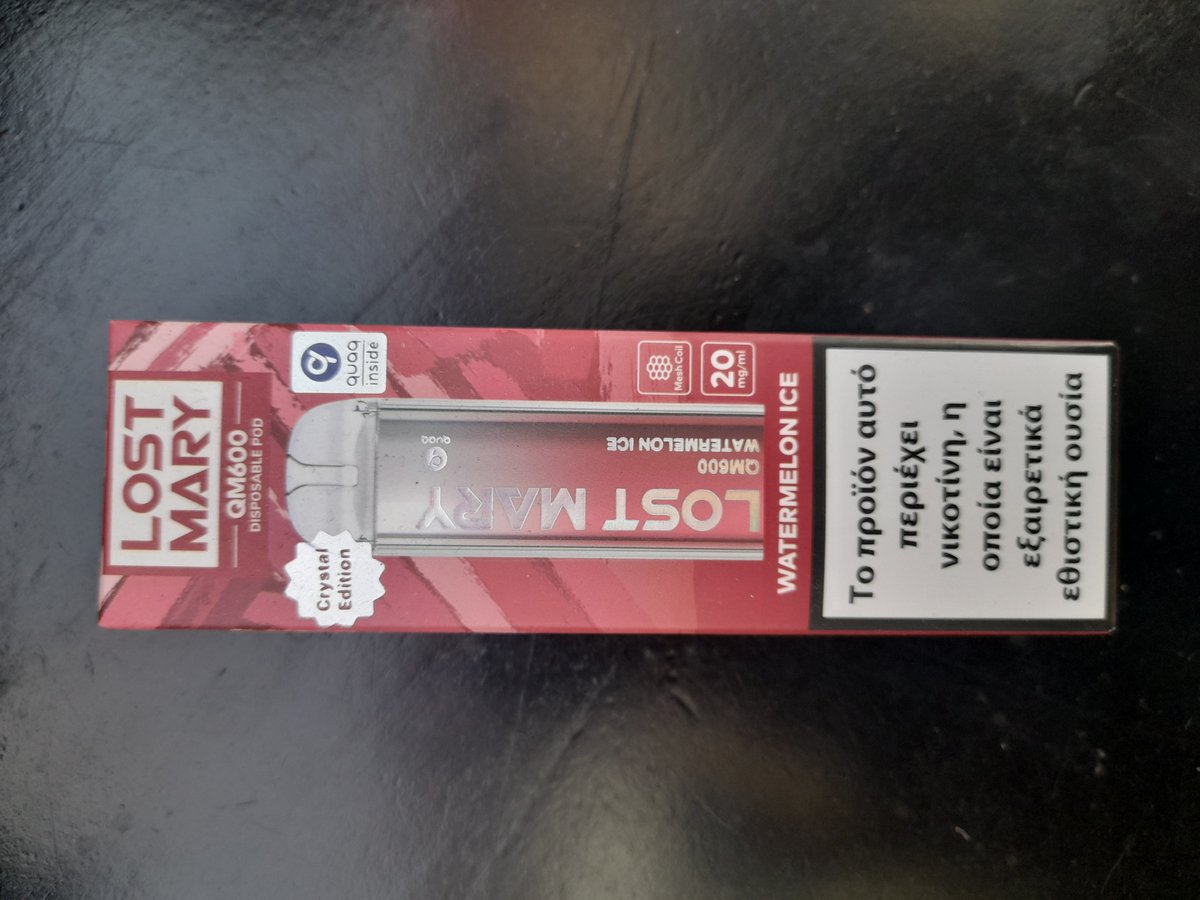 LOST
MARY
QM600
DISPOSABLE POD
quaq
inside
Crystal
Edition
quaq
LOST MARY
QM600
WATERMELON ICE
Mesh Coil
20
mg/ml
WATERMELON ICE
Το προϊόν αυτό
περιέχει
νικοτίνη, η
οποία είναι
εξαιρετικά
εθιστική ουσία